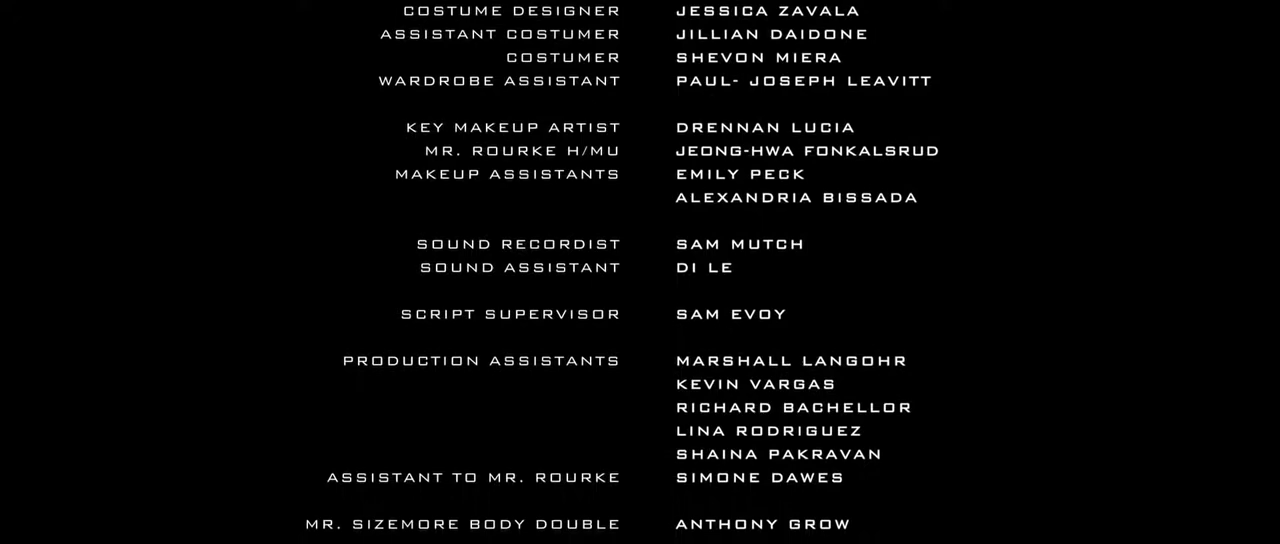 COSTUME DESIGNER JESSICA ZAVALA
ASSISTANT COSTUMER JILLIAN DAIDONE
COSTUMER SHEVON MIERA
WARDROBE ASSISTANT PAUL- JOSEPH LEAVITT
KEY MAKEUP ARTIST DRENNAN LUCIA
MR. ROURKE H/MU JEONG-HWA FONKALSRUD
MAKEUP ASSISTANTS EMILY PECK
ALEXANDRIA BISSADA
SOUND RECORDIST SAM MUTCH
SOUND ASSISTANT DI LE
SCRIPT SUPERVISOR SAM EVOY
PRODUCTION ASSISTANTS MARSHALL LANGOHR
KEVIN VARGAS
RICHARD BACHELLOR
LINA RODRIGUEZ
SHAINA PAKRAVAN
ASSISTANT TO MR. ROURKE SIMONE DAWES
MR. SIZEMORE BODY DOUBLE ANTHONY GROW